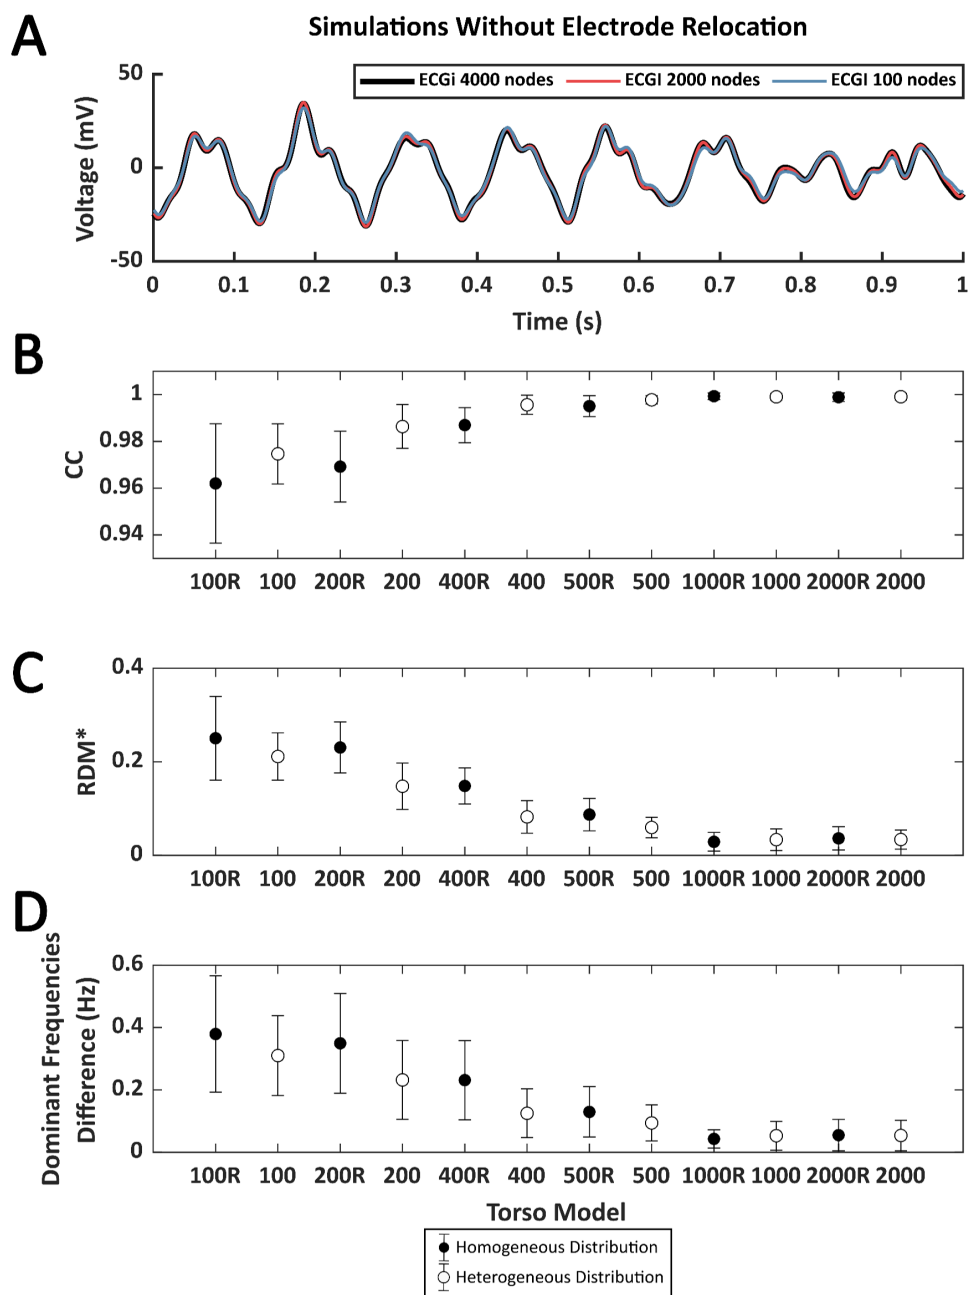 A
Simulations Without Electrode Relocation
ECGi 4000 nodes ECGI 2000 nodes ECGI 100 nodes
50
0
-50
Voltage (mV)
0 0.1 0.2 0.3 0.4 0.5 0.6 0.7 0.8 0.9 1
Time (s)
B
1
0.98
0.96
0.94
CC
100R 100 200R 200 400R 400 500R 500 1000R 1000 2000R 2000
C
0.4
0.2
0
RDM*
100R 100 200R 200 400R 400 500R 500 1000R 1000 2000R 2000
D
0.6
0.4
0.2
0
Dominant Frequencies
Difference (Hz)
100R 100 200R 200 400R 400 500R 500 1000R 1000 2000R 2000
Torso Model
Homogeneous Distribution
Heterogeneous Distribution